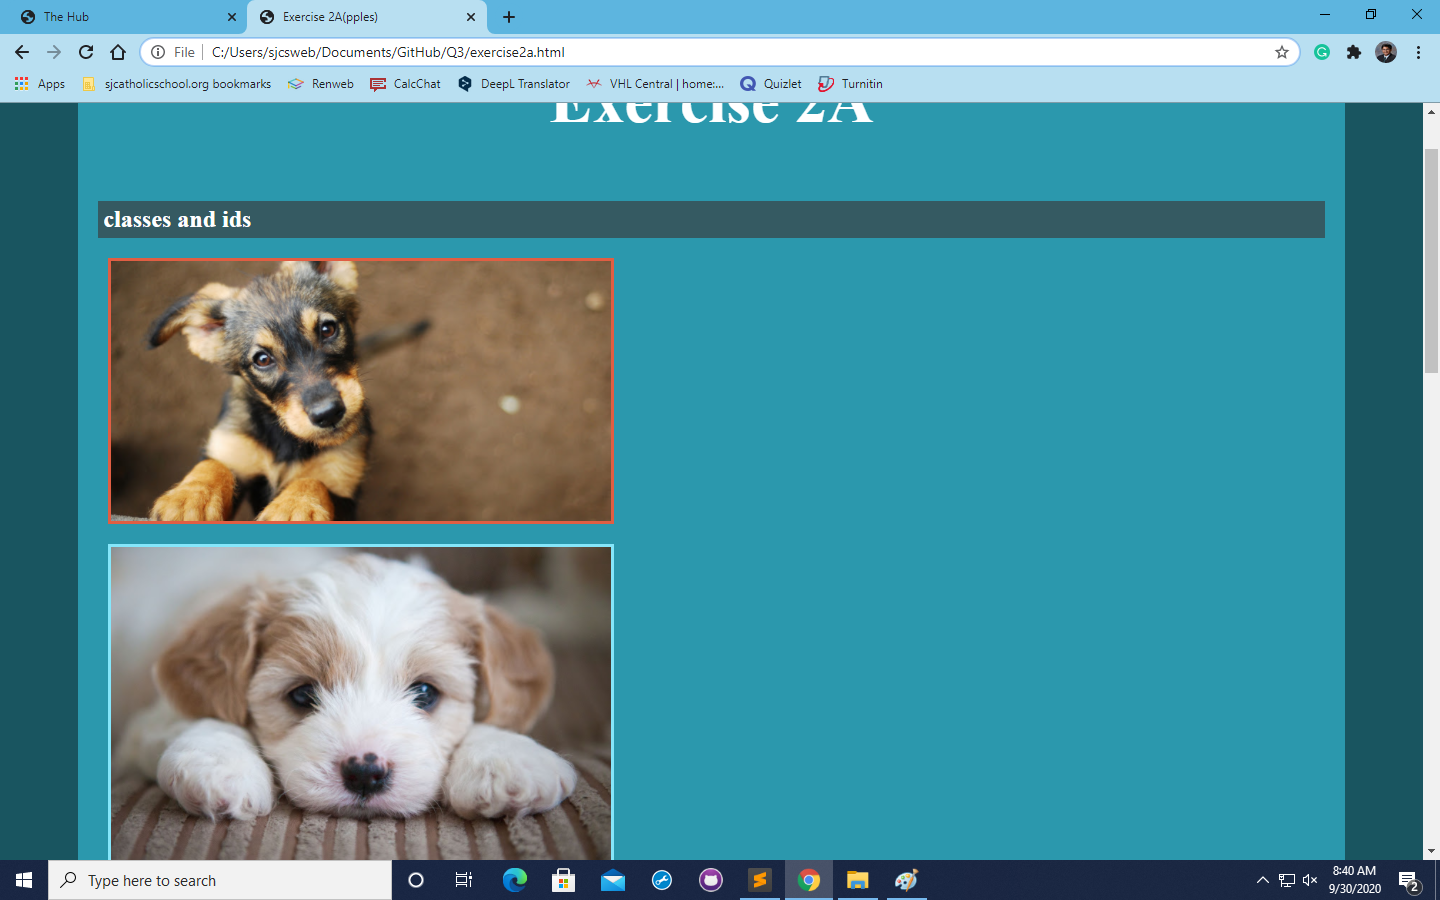 The Hub
Exercise 2A(pples)
File
C:/Users/sjcsweb/Documents/GitHub/Q3/exercise2a.html
Apps
sjcatholicschool.org bookmarks
Renweb
CalcChat
DeepL Translator
VHL Central | home:...
Quizlet
Turnitin
Exercise 2A
classes and ids
Type here to search
8:40 AM
9/30/2020
2